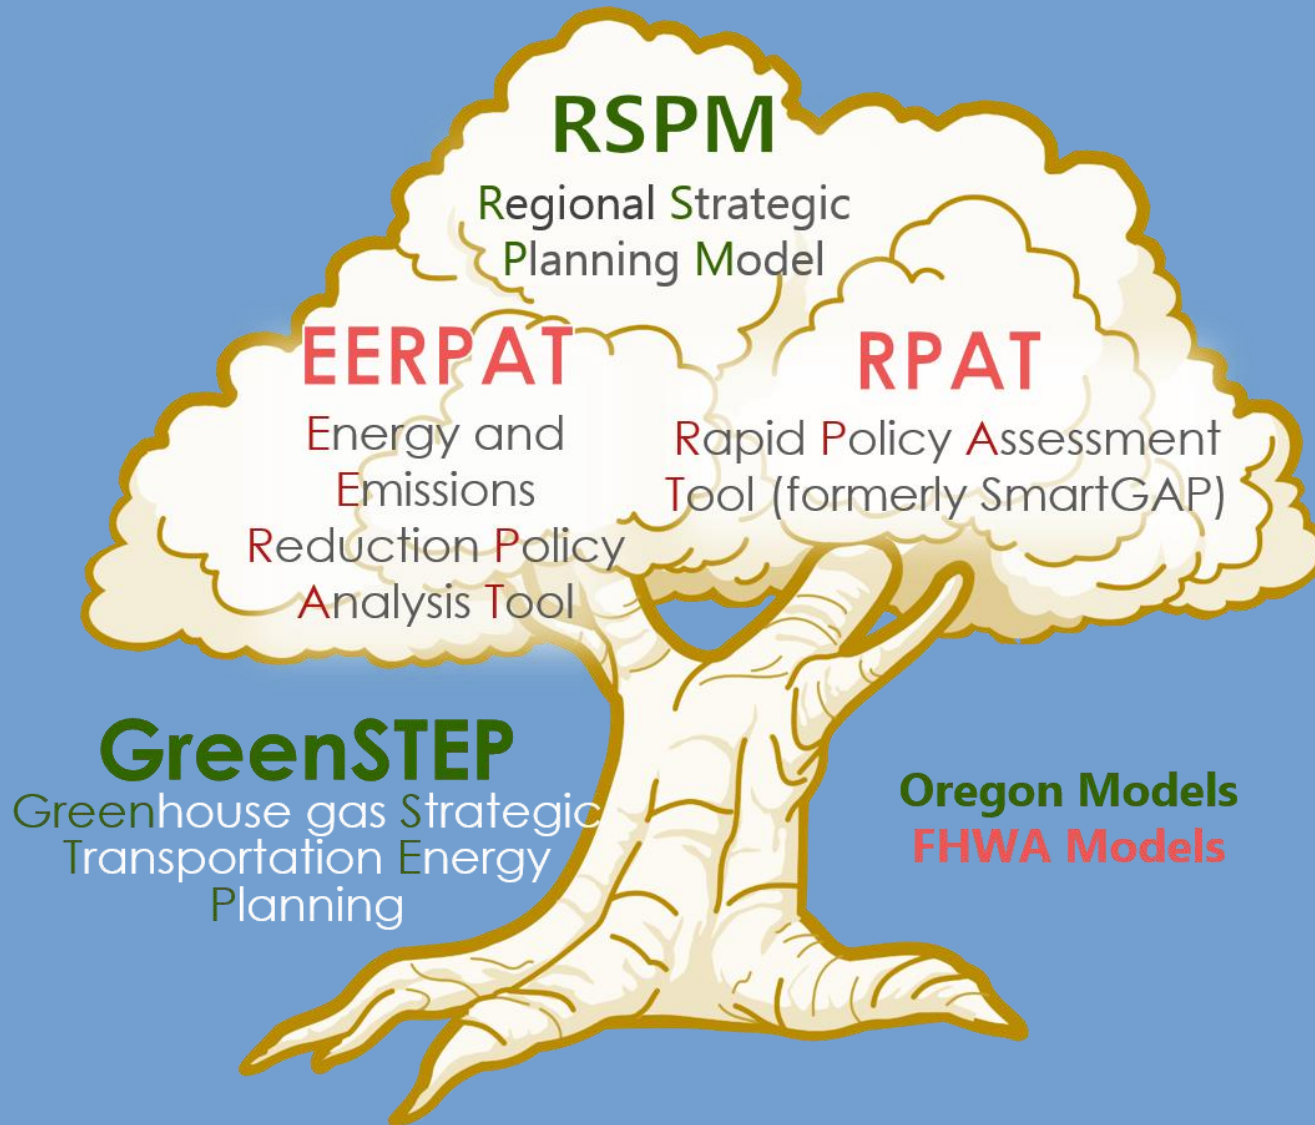 RSPM
Regional Strategic
Planning Model
EERPAT
Energy and
Emissions
Reduction Policy
Analysis Tool
RPAT
Rapid Policy Assessment
Tool (formerly SmartGAP)
GreenSTEP
Greenhouse gas Strategic
Transportation Energy
Planning
Oregon Models
FHWA Models